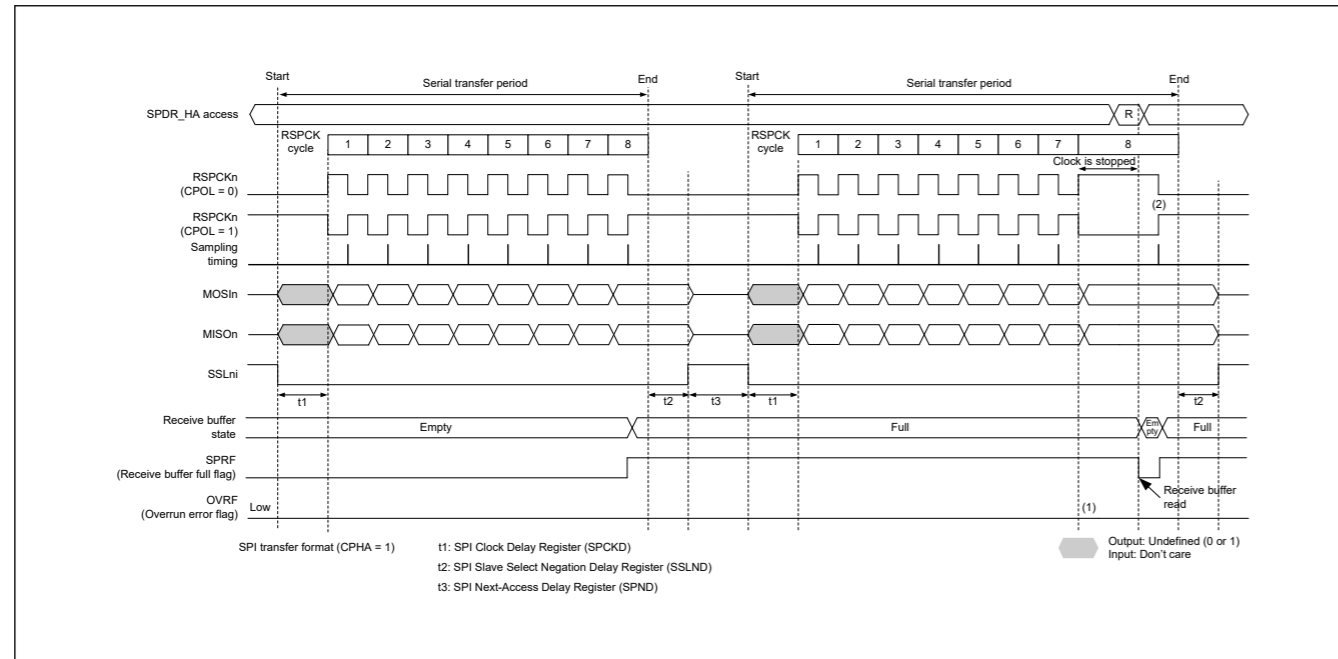 Start
Serial transfer period
End
Start
Serial transfer period
End
SPDR_HA access
R
RSPCK
cycle
1 2 3 4 5 6 7 8
RSPCK
cycle
1 2 3 4 5 6 7 8
Clock is stopped
RSPCKn
(CPOL = 0)
(2)
RSPCKn
(CPOL = 1)
Sampling
timing
MOSIn
MISOn
SSLni
t1
t2
t3
t1
t2
Receive buffer
state
Empty
Full
Em
pty
Full
SPRF
(Receive buffer full flag)
Receive buffer
read
OVRF
(Overrun error flag)
Low
(1)
SPI transfer format (CPHA = 1)
t1: SPI Clock Delay Register (SPCKD)
t2: SPI Slave Select Negation Delay Register (SSLND)
t3: SPI Next-Access Delay Register (SPND)
Output: Undefined (0 or 1)
Input: Don't care